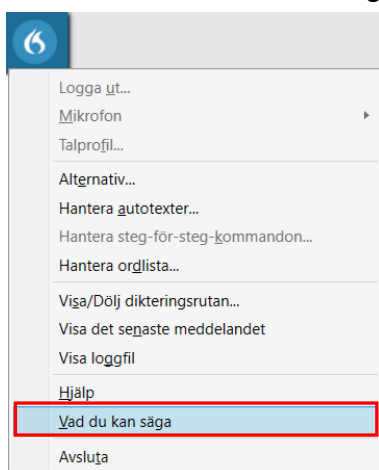 Logga ut...
Mikrofon
Talprofil...
Alternativ...
Hantera autotexter...
Hantera steg-för-steg-kommandon...
Hantera ordlista...
Visa/Dölj dikteringsrutan...
Visa det senaste meddelandet
Visa loggfil
Hjälp
Vad du kan säga
Avsluta